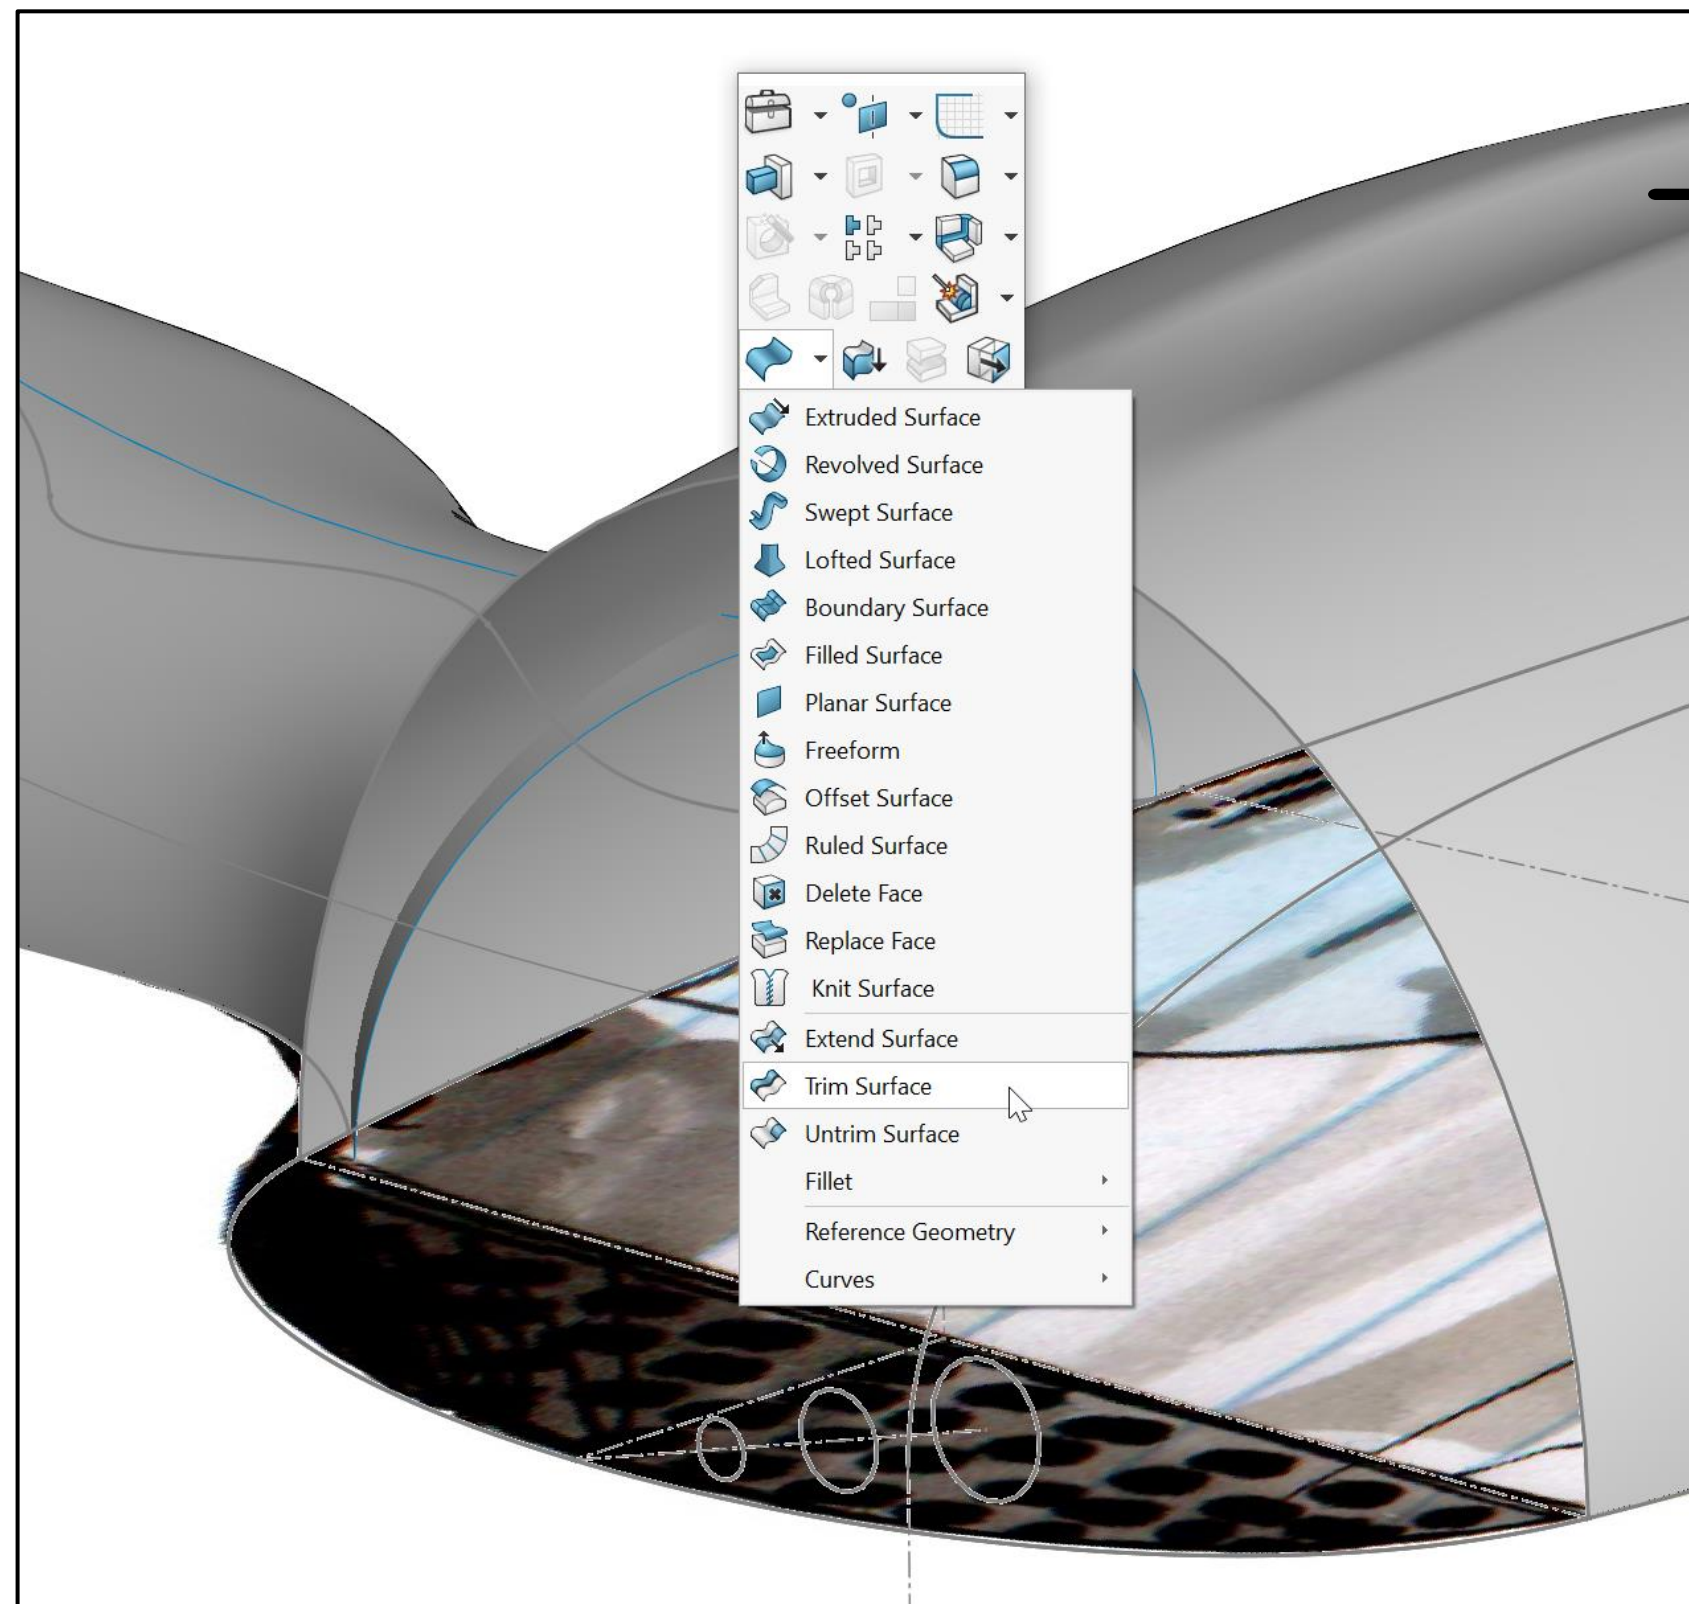 Extruded Surface
Revolved Surface
Swept Surface
Lofted Surface
Boundary Surface
Filled Surface
Planar Surface
Freeform
Offset Surface
Ruled Surface
Delete Face
Replace Face
Knit Surface
Extend Surface
Trim Surface
Untrim Surface
Fillet
Reference Geometry
Curves